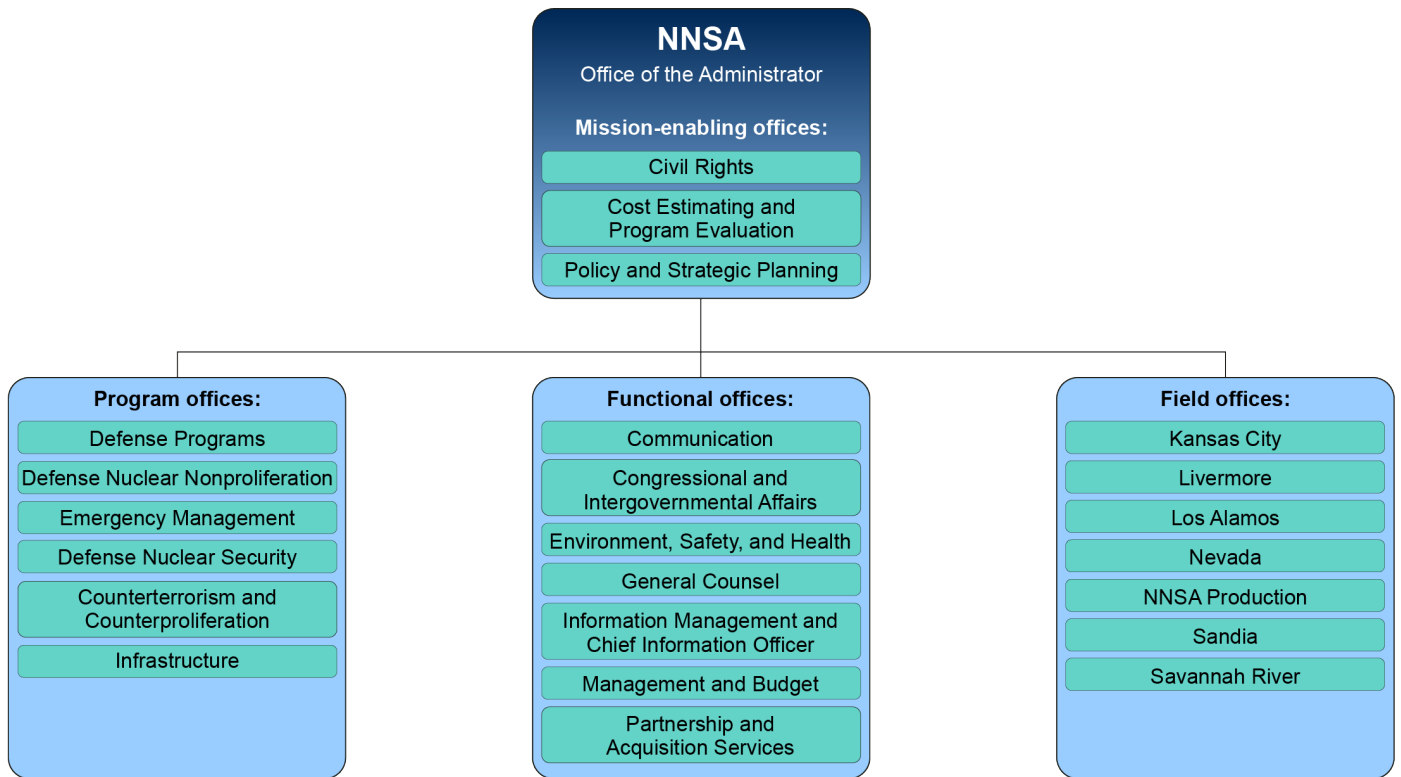 NNSA
Office of the Administrator
Mission-enabling offices:
Civil Rights
Cost Estimating and
Program Evaluation
Policy and Strategic Planning
Program offices:
Defense Programs
Defense Nuclear Nonproliferation
Emergency Management
Defense Nuclear Security
Counterterrorism and
Counterproliferation
Infrastructure
Functional offices:
Communication
Congressional and
Intergovernmental Affairs
Environment, Safety, and Health
General Counsel
Information Management and
Chief Information Officer
Management and Budget
Partnership and
Acquisition Services
Field offices:
Kansas City
Livermore
Los Alamos
Nevada
NNSA Production
Sandia
Savannah River